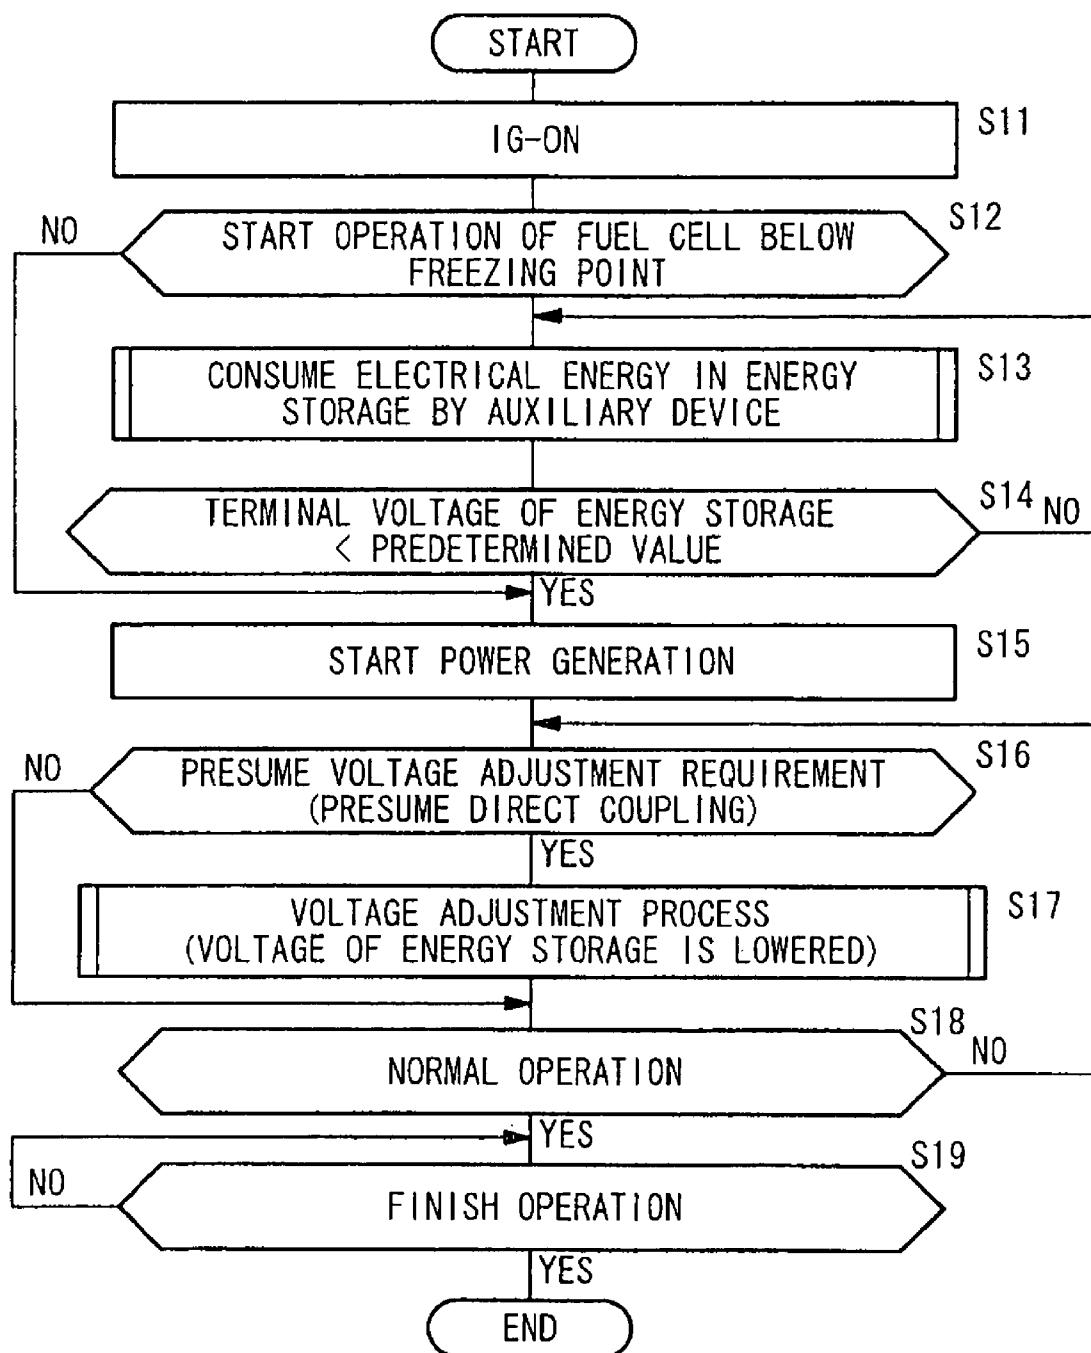 START
IG-ON
S11
NO
START OPERATION OF FUEL CELL BELOW
FREEZING POINT
S12
CONSUME ELECTRICAL ENERGY IN ENERGY
STORAGE BY AUXILIARY DEVICE
S13
TERMINAL VOLTAGE OF ENERGY STORAGE
< PREDETERMINED VALUE
S14
NO
YES
START POWER GENERATION
S15
NO
PRESUME VOLTAGE ADJUSTMENT REQUIREMENT
(PRESUME DIRECT COUPLING)
S16
YES
VOLTAGE ADJUSTMENT PROCESS
(VOLTAGE OF ENERGY STORAGE IS LOWERED)
S17
NORMAL OPERATION
S18
NO
YES
NO
FINISH OPERATION
S19
YES
END